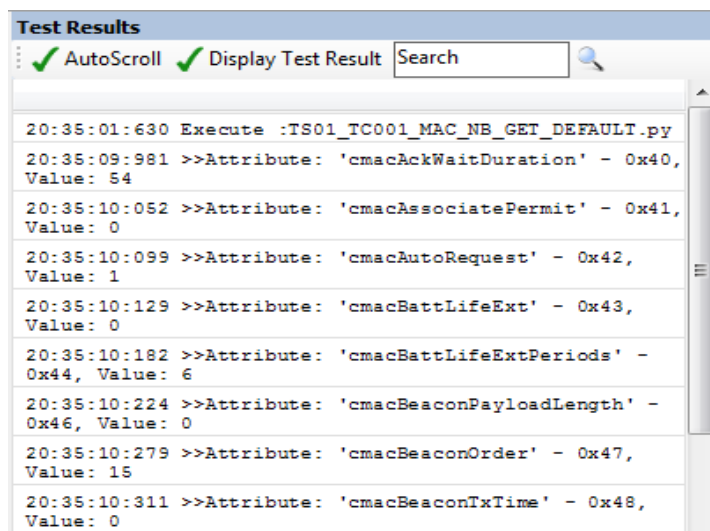 Test Results
AutoScroll Display Test Result Search
20:35:01:630 Execute :TS01_TC001_MAC_NB_GET_DEFAULT.py
20:35:09:981 >>Attribute: 'cmacAckWaitDuration' - 0x40,
Value: 54
20:35:10:052 >>Attribute: 'cmacAssociatePermit' - 0x41,
Value: 0
20:35:10:099 >>Attribute: 'cmacAutoRequest' - 0x42,
Value: 1
20:35:10:129 >>Attribute: 'cmacBattLifeExt' - 0x43,
Value: 0
20:35:10:182 >>Attribute: 'cmacBattLifeExtPeriods' -
0x44, Value: 6
20:35:10:224 >>Attribute: 'cmacBeaconPayloadLength' -
0x46, Value: 0
20:35:10:279 >>Attribute: 'cmacBeaconOrder' - 0x47,
Value: 15
20:35:10:311 >>Attribute: 'cmacBeaconTxTime' - 0x48,
Value: 0